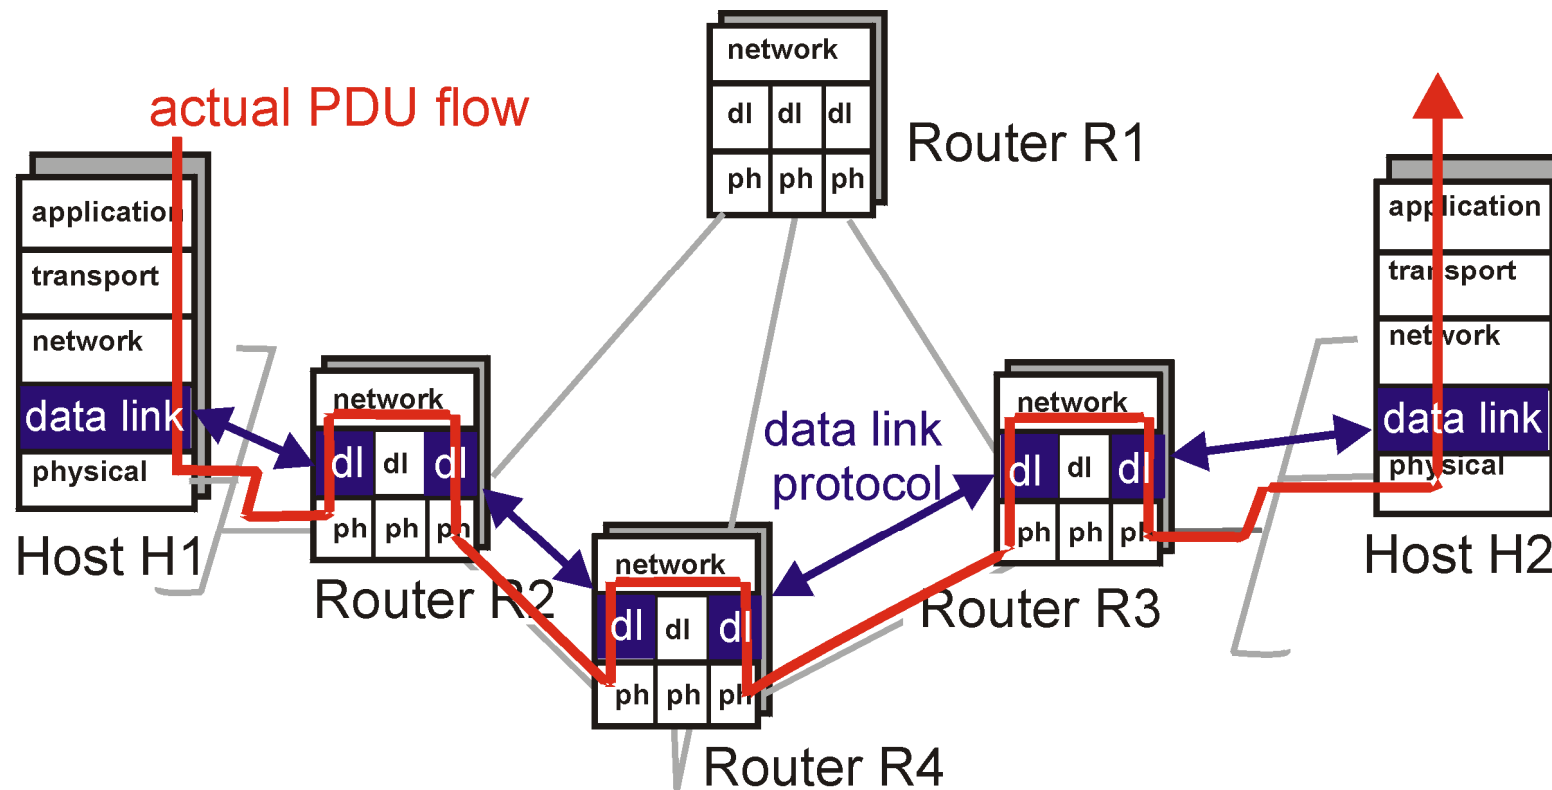 network
dl dl dl
ph ph ph
Router R1
actual PDU flow
application
transport
network
data link
physical
Host H1
network
dl dl dl
ph ph ph
Router R2
data link
protocol
network
dl dl dl
ph ph ph
Router R4
network
dl dl dl
ph ph ph
Router R3
application
transport
network
data link
physical
Host H2